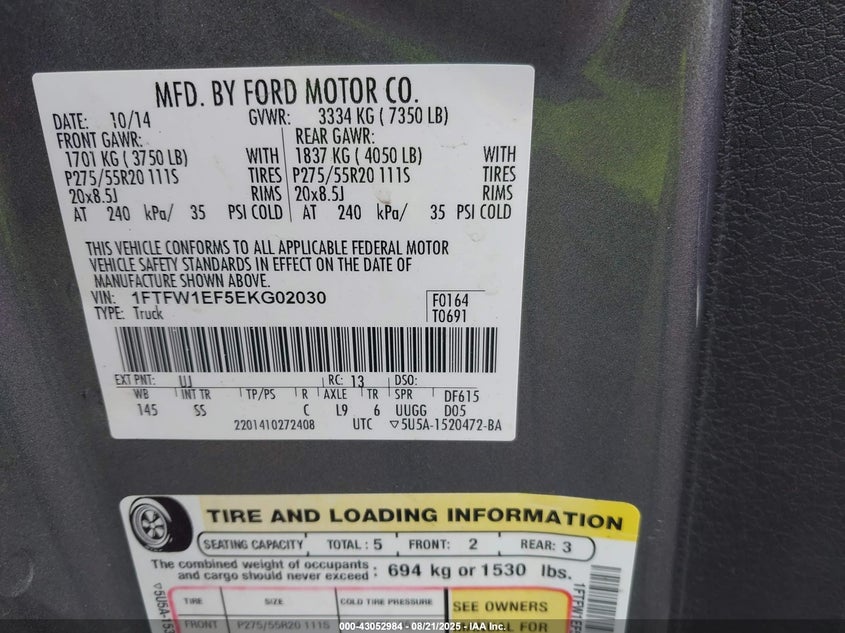 MFD. BY FORD MOTOR CO.
DATE: 10/14 GVWR: 3334 KG ( 7350 LB)
FRONT GAWR: REAR GAWR:
1701 KG ( 3750 LB) WITH 1837 KG ( 4050 LB) WITH
P275/55R20 111S TIRES P275/55R20 111S TIRES
20x8.5J RIMS 20x8.5J RIMS
AT 240 kPa/ 35 PSI COLD AT 240 kPa/ 35 PSI COLD
THIS VEHICLE CONFORMS TO ALL APPLICABLE FEDERAL MOTOR
VEHICLE SAFETY STANDARDS IN EFFECT ON THE DATE OF
MANUFACTURE SHOWN ABOVE.
VIN: 1FTFW1EF5EKG02030 F0164
TYPE: Truck T0691
EXT PNT: UJ RC: 13 DSO:
WB INT TR TP/PS R AXLE TR SPR DF615
145 SS C L9 6 UUGG D05
2201410272408 UTC ▽5U5A-1520472-BA
TIRE AND LOADING INFORMATION
SEATING CAPACITY TOTAL : 5 FRONT: 2 REAR: 3
The combined weight of occupants
and cargo should never exceed : 694 kg or 1530 lbs.
TIRE SIZE COLD TIRE PRESSURE SEE OWNERS
FRONT P275/55R20 111S FOR
000-43052984 - 08/21/2025 - IAA Inc.